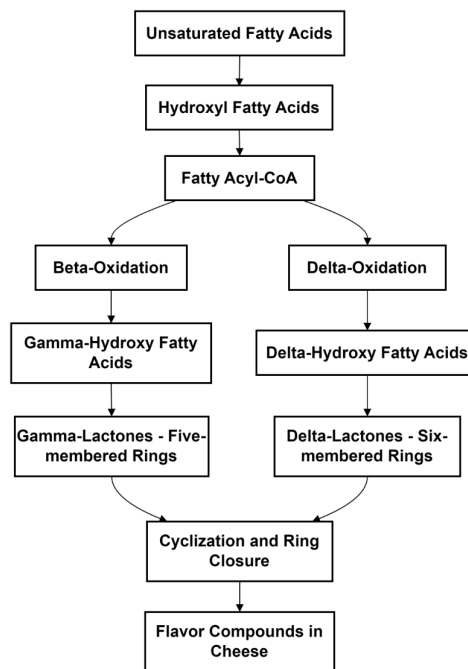 Unsaturated Fatty Acids
Hydroxyl Fatty Acids
Fatty Acyl-CoA
Beta-Oxidation
Delta-Oxidation
Gamma-Hydroxy Fatty
Acids
Delta-Hydroxy Fatty Acids
Gamma-Lactones - Five-
membered Rings
Delta-Lactones - Six-
membered Rings
Cyclization and Ring
Closure
Flavor Compounds in
Cheese